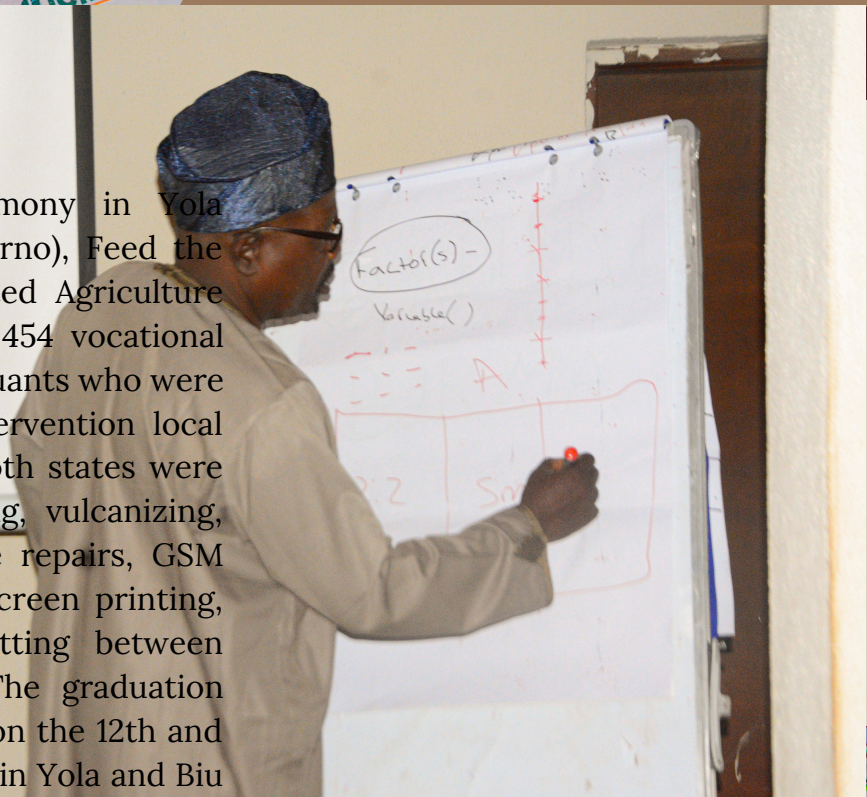 mony in Yola
rno), Feed the
ed Agriculture
454 vocational
uants who were
ervention local
oth states were
g, vulcanizing,
e repairs, GSM
creen printing,
tting between
The graduation
on the 12th and
in Yola and Biu
Factor(s) -
Variable( )
A